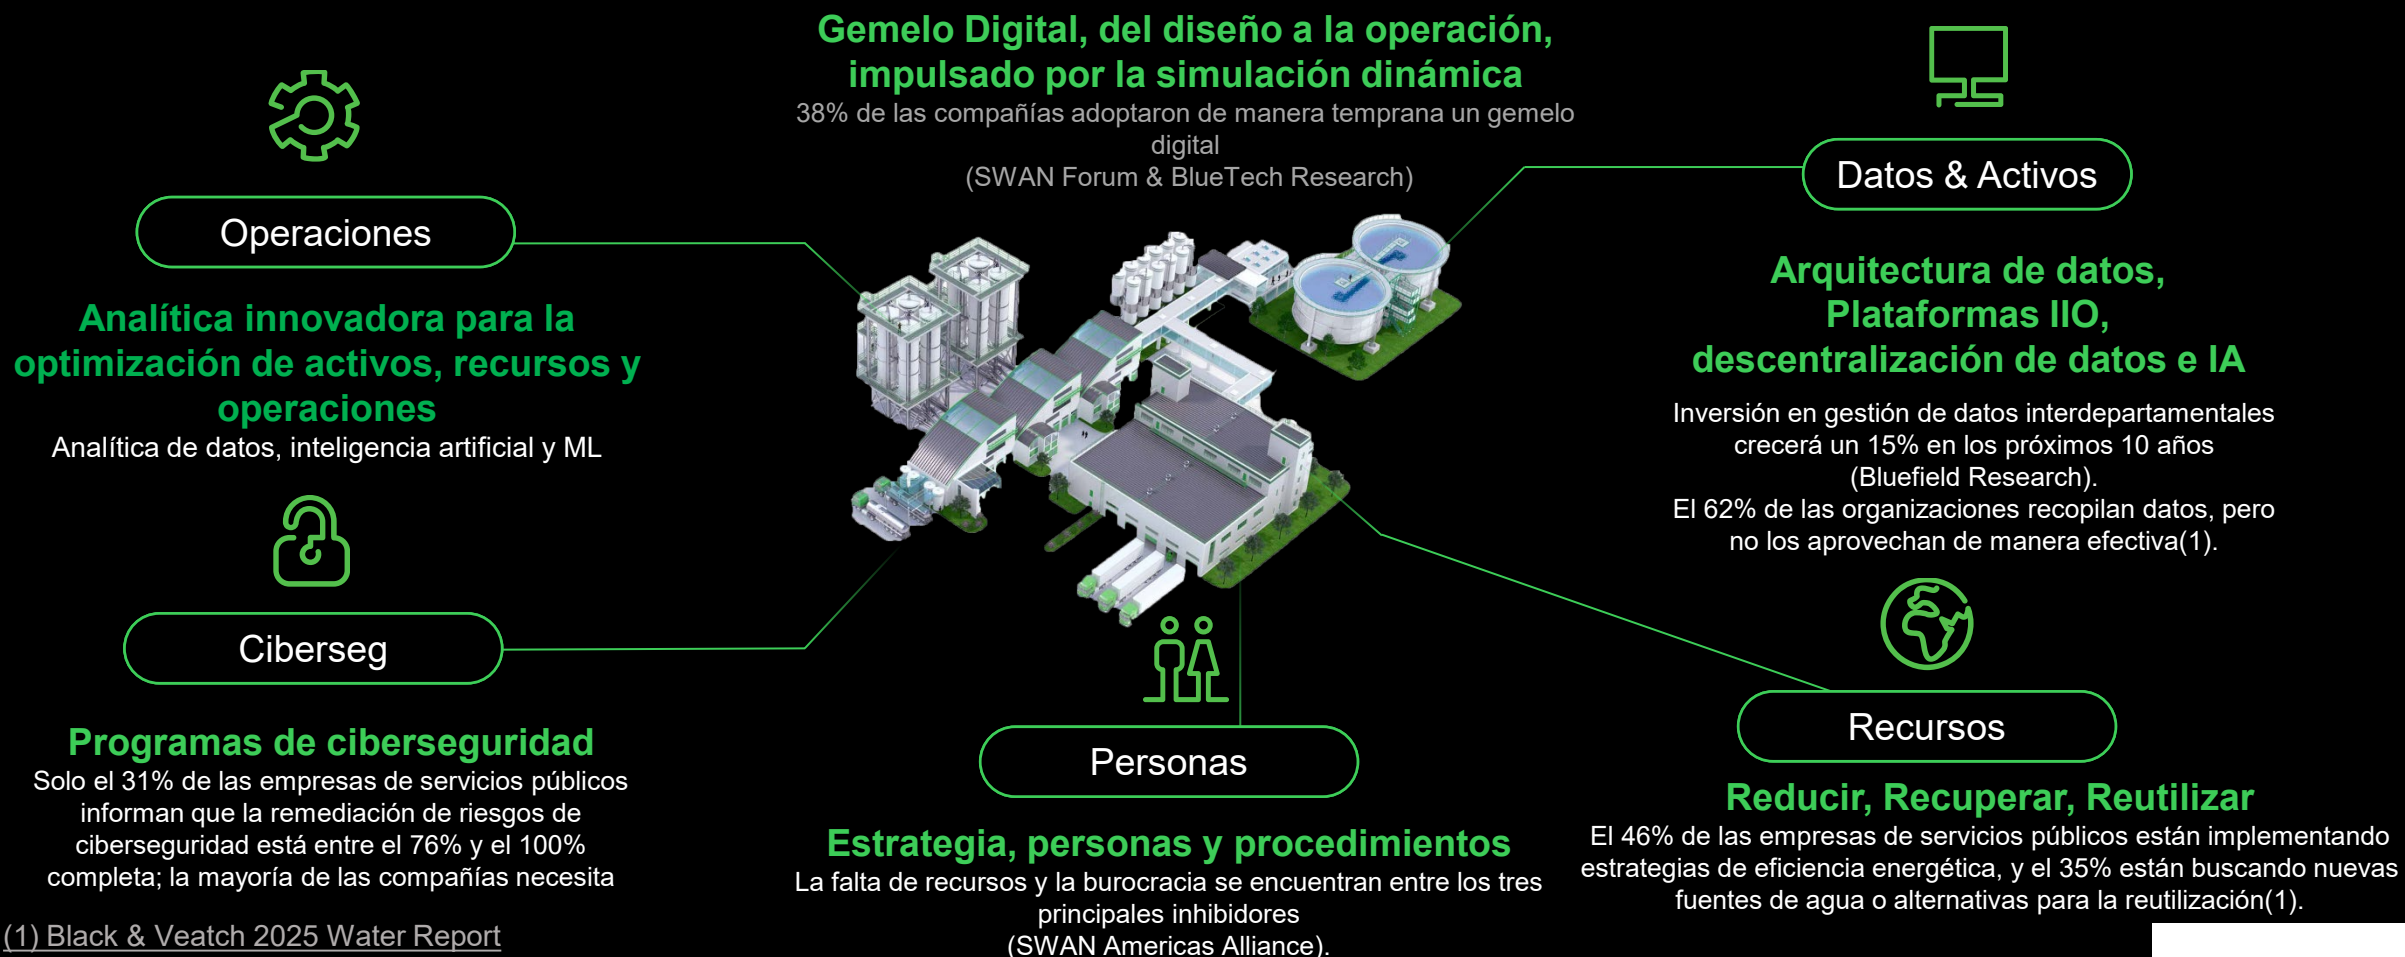 Gemelo Digital, del diseño a la operación,
impulsado por la simulación dinámica
38% de las compañías adoptaron de manera temprana un gemelo
digital
(SWAN Forum & BlueTech Research)
Operaciones
Analítica innovadora para la
optimización de activos, recursos y
operaciones
Analítica de datos, inteligencia artificial y ML
Ciberseg
Programas de ciberseguridad
Solo el 31% de las empresas de servicios públicos
informan que la remediación de riesgos de
ciberseguridad está entre el 76% y el 100%
completa; la mayoría de las compañías necesita
(1) Black & Veatch 2025 Water Report
Personas
Estrategia, personas y procedimientos
La falta de recursos y la burocracia se encuentran entre los tres
principales inhibidores
(SWAN Americas Alliance).
Datos & Activos
Arquitectura de datos,
Plataformas IIO,
descentralización de datos e IA
Inversión en gestión de datos interdepartamentales
crecerá un 15% en los próximos 10 años
(Bluefield Research).
El 62% de las organizaciones recopilan datos, pero
no los aprovechan de manera efectiva(1).
Recursos
Reducir, Recuperar, Reutilizar
El 46% de las empresas de servicios públicos están implementando
estrategias de eficiencia energética, y el 35% están buscando nuevas
fuentes de agua o alternativas para la reutilización(1).